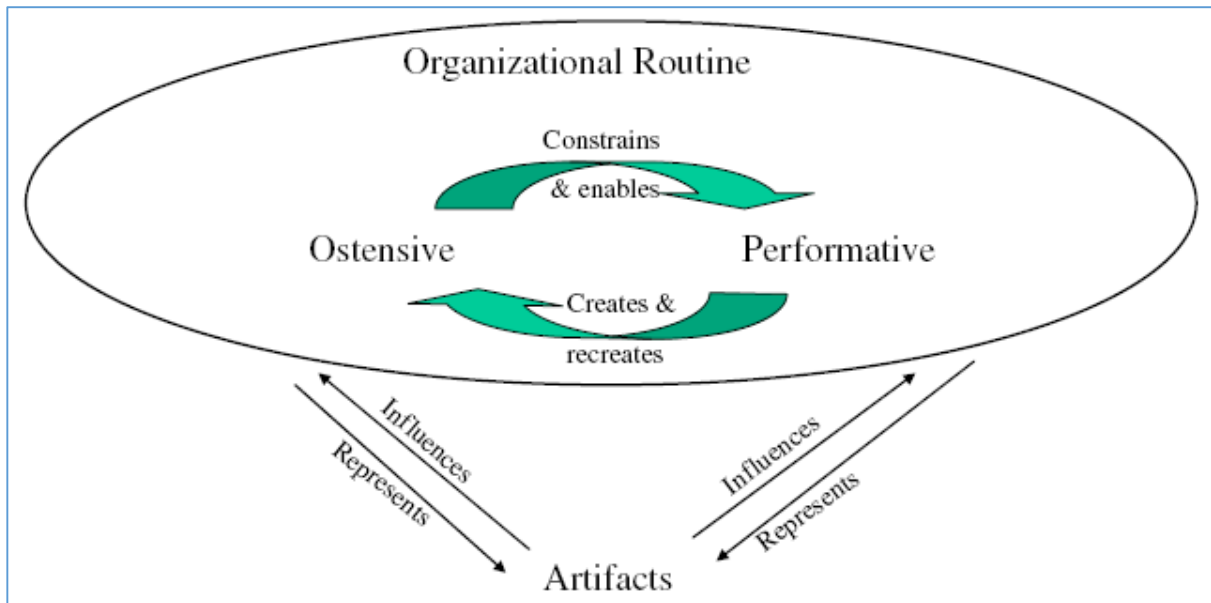 Organizational Routine
Constrains
& enables
Ostensive
Performative
Creates &
recreates
Influences
Represents
Influences
Represents
Artifacts